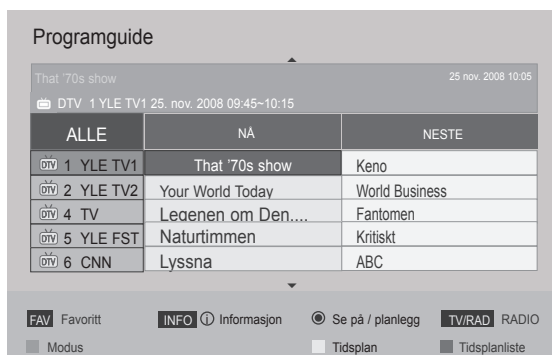 Programguide
That '70s show 25 nov. 2008 10:05
DTV 1 YLE TV1 25. nov. 2008 09:45~10:15
ALLE NÅ NESTE
DTV 1 YLE TV1 That '70s show Keno
DTV 2 YLE TV2 Your World Today World Business
DTV 4 TV Legenen om Den.... Fantomen
DTV 5 YLE FST Naturtimmen Kritiskt
DTV 6 CNN Lyssna ABC
FAV Favoritt INFO i Informasjon Se på / planlegg TV/RAD RADIO
Modus Tidsplan Tidsplanliste